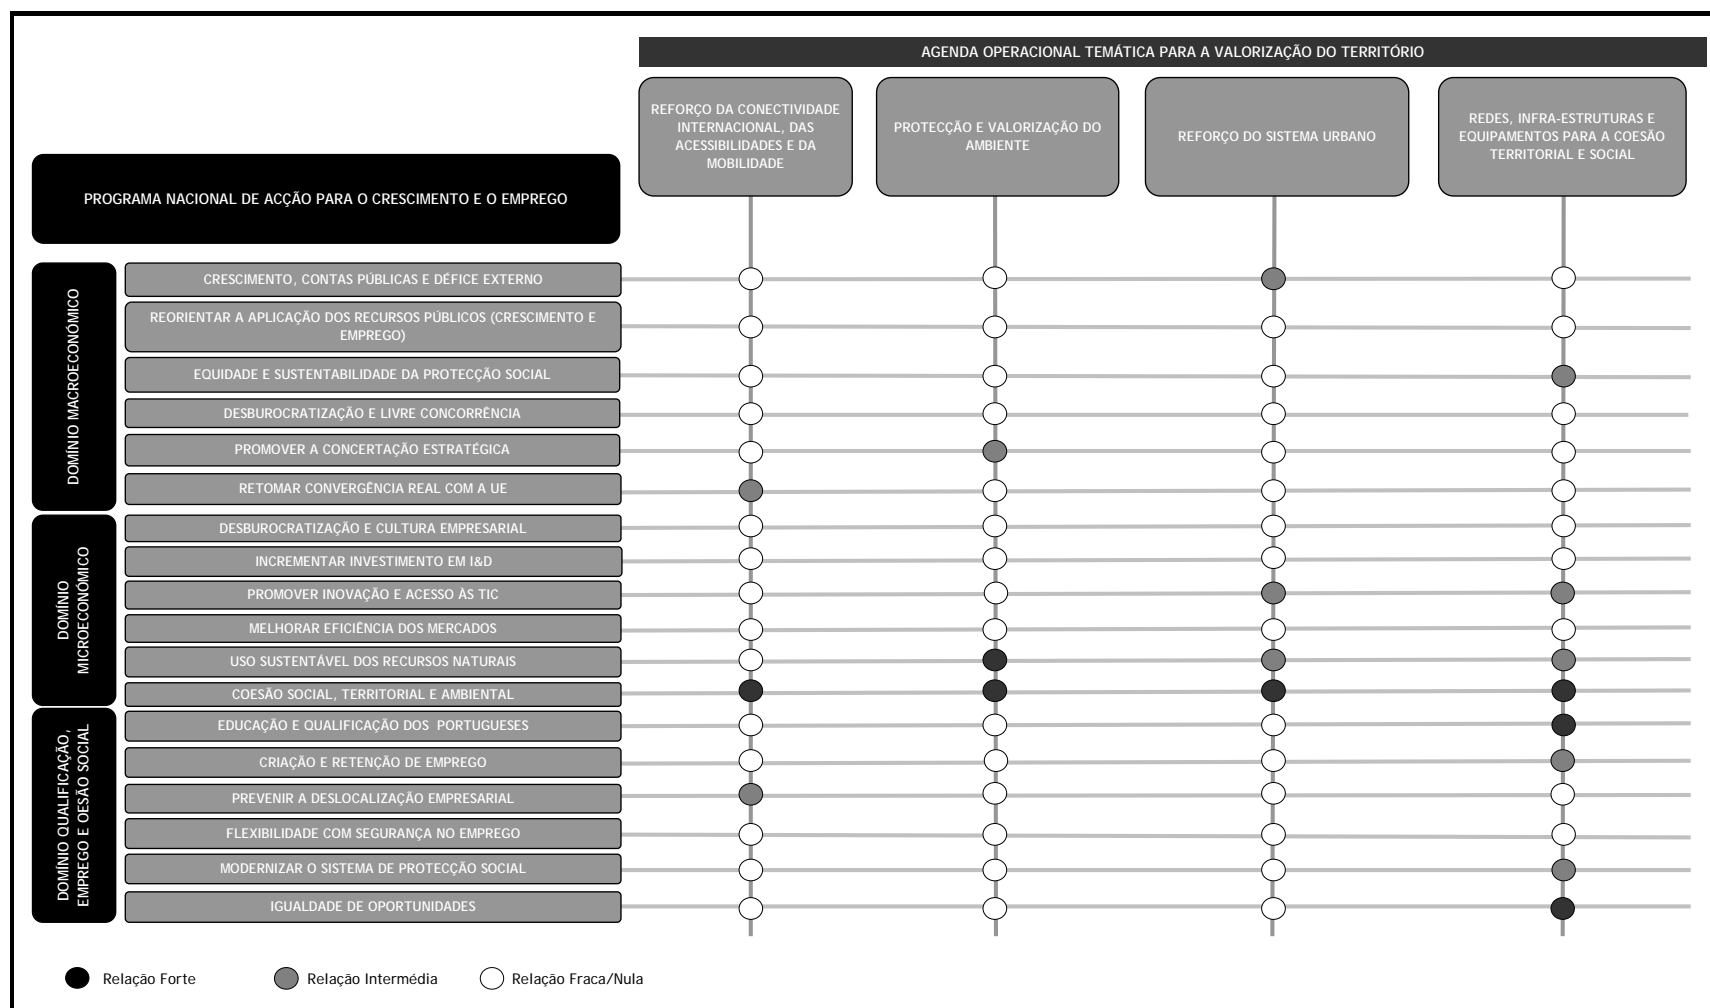 AGENDA OPERACIONAL TEMÁTICA PARA A VALORIZAÇÃO DO TERRITÓRIO
REFORÇO DA CONECTIVIDADE
INTERNACIONAL, DAS
ACESSIBILIDADES E DA
MOBILIDADE
PROTECÇÃO E VALORIZAÇÃO DO
AMBIENTE
REFORÇO DO SISTEMA URBANO
REDES, INFRA-ESTRUTURAS E
EQUIPAMENTOS PARA A COESÃO
TERRITORIAL E SOCIAL
PROGRAMA NACIONAL DE ACÇÃO PARA O CRESCIMENTO E O EMPREGO
DOMÍNIO MACROECONÓMICO
CRESCIMENTO, CONTAS PÚBLICAS E DÉFICE EXTERNO
REORIENTAR A APLICAÇÃO DOS RECURSOS PÚBLICOS (CRESCIMENTO E
EMPREGO)
EQUIDADE E SUSTENTABILIDADE DA PROTECÇÃO SOCIAL
DESBUROCRATIZAÇÃO E LIVRE CONCORRÊNCIA
PROMOVER A CONCERTAÇÃO ESTRATÉGICA
RETOMAR CONVERGÊNCIA REAL COM A UE
DOMÍNIO
MICROECONÓMICO
DESBUROCRATIZAÇÃO E CULTURA EMPRESARIAL
INCREMENTAR INVESTIMENTO EM I&D
PROMOVER INOVAÇÃO E ACESSO ÀS TIC
MELHORAR EFICIÊNCIA DOS MERCADOS
USO SUSTENTÁVEL DOS RECURSOS NATURAIS
COESÃO SOCIAL, TERRITORIAL E AMBIENTAL
DOMÍNIO QUALIFICAÇÃO,
EMPREGO E OESÃO SOCIAL
EDUCAÇÃO E QUALIFICAÇÃO DOS PORTUGUESES
CRIAÇÃO E RETENÇÃO DE EMPREGO
PREVENIR A DESLOCALIZAÇÃO EMPRESARIAL
FLEXIBILIDADE COM SEGURANÇA NO EMPREGO
MODERNIZAR O SISTEMA DE PROTECÇÃO SOCIAL
IGUALDADE DE OPORTUNIDADES
Relação Forte
Relação Intermédia
Relação Fraca/Nula